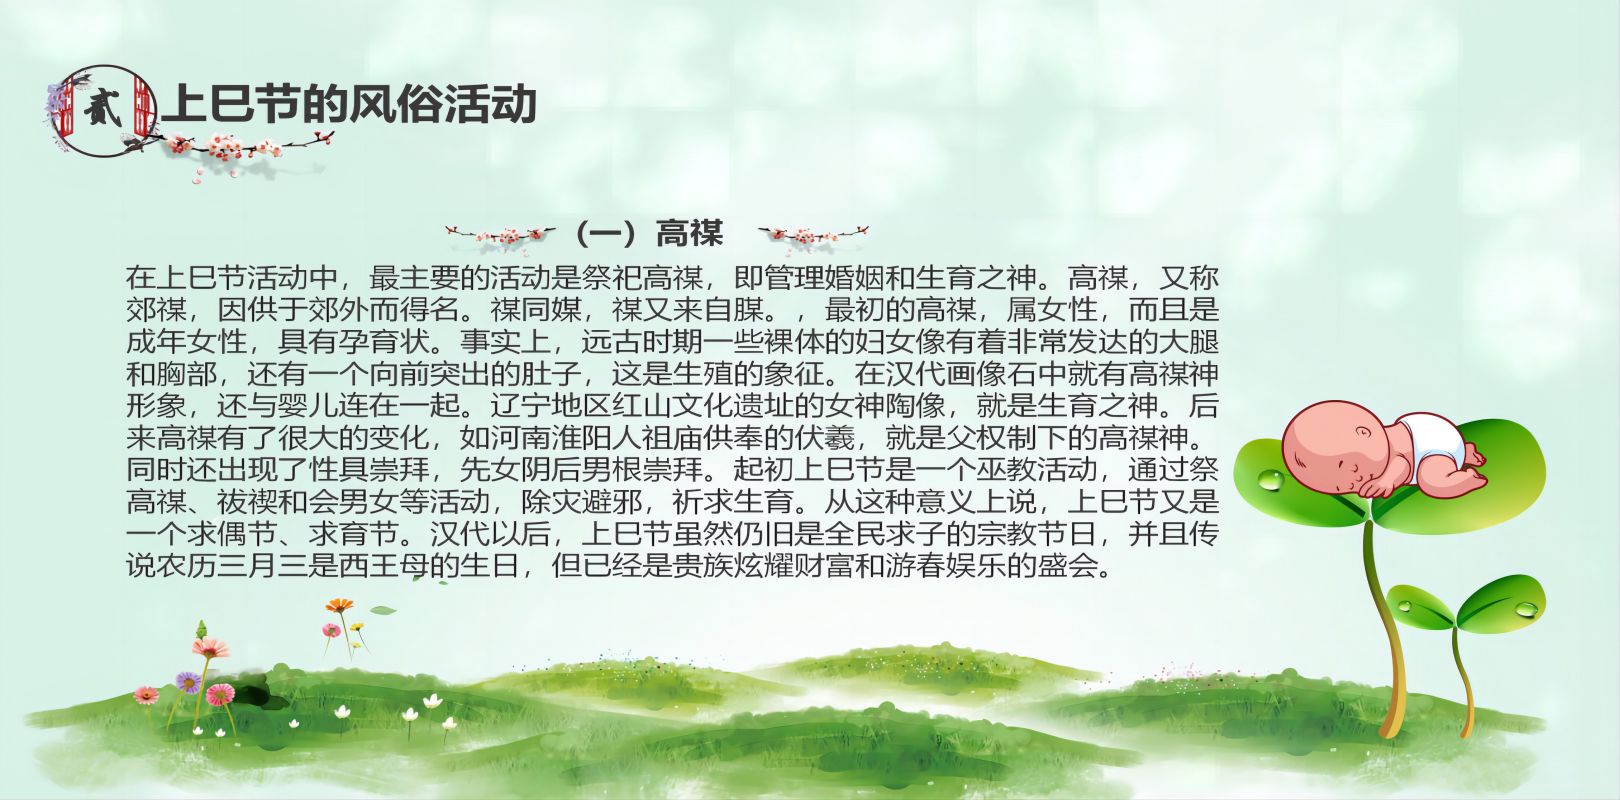 贰
上巳节的风俗活动
（一）高禖
在上巳节活动中，最主要的活动是祭祀高禖，即管理婚姻和生育之神。高禖，又称
郊禖，因供于郊外而得名。禖同媒，禖又来自腜。，最初的高禖，属女性，而且是
成年女性，具有孕育状。事实上，远古时期一些裸体的妇女像有着非常发达的大腿
和胸部，还有一个向前突出的肚子，这是生殖的象征。在汉代画像石中就有高禖神
形象，还与婴儿连在一起。辽宁地区红山文化遗址的女神陶像，就是生育之神。后
来高禖有了很大的变化，如河南淮阳人祖庙供奉的伏羲，就是父权制下的高禖神。
同时还出现了性具崇拜，先女阴后男根崇拜。起初上巳节是一个巫教活动，通过祭
高禖、祓禊和会男女等活动，除灾避邪，祈求生育。从这种意义上说，上巳节又是
一个求偶节、求育节。汉代以后，上巳节虽然仍旧是全民求子的宗教节日，并且传
说农历三月三是西王母的生日，但已经是贵族炫耀财富和游春娱乐的盛会。